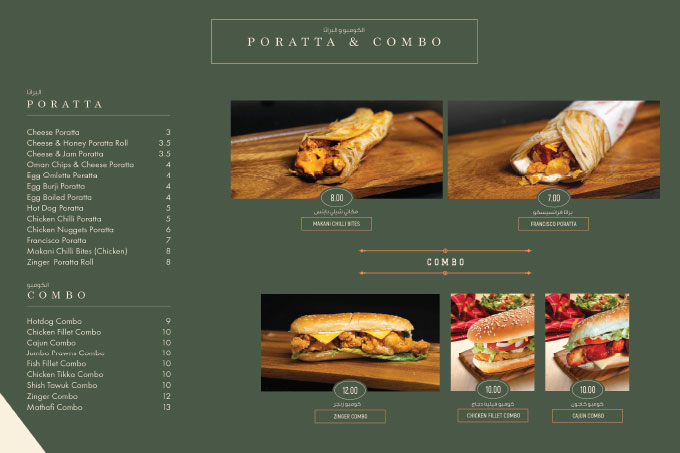 الكومبو و البراتا
PORATTA & COMBO
البراتا
PORATTA
Cheese Poratta 3
Cheese & Honey Poratta Roll 3.5
Cheese & Jam Poratta 3.5
Oman Chips & Cheese Poratta 4
Egg Omlette Poratta 4
Egg Burji Poratta 4
Egg Boiled Poratta 4
Hot Dog Poratta 5
Chicken Chilli Poratta 5
Chicken Nuggets Poratta 6
Francisco Poratta 7
Makani Chilli Bites (Chicken) 8
Zinger Poratta Roll 8
8.00
مكاني شيلي بايتس
MAKANI CHILLI BITES
7.00
براتا فرانسيسكو
FRANCISCO PORATTA
COMBO
الكومبو
COMBO
Hotdog Combo 9
Chicken Fillet Combo 10
Cajun Combo 10
Jumbo Prawns Combo 10
Fish Fillet Combo 10
Chicken Tikka Combo 10
Shish Tawuk Combo 10
Zinger Combo 12
Mathafi Combo 13
12.00
كومبو زنجر
ZINGER COMBO
10.00
كومبو فيليه دجاج
CHICKEN FILLET COMBO
10.00
كومبو كاجون
CAJUN COMBO